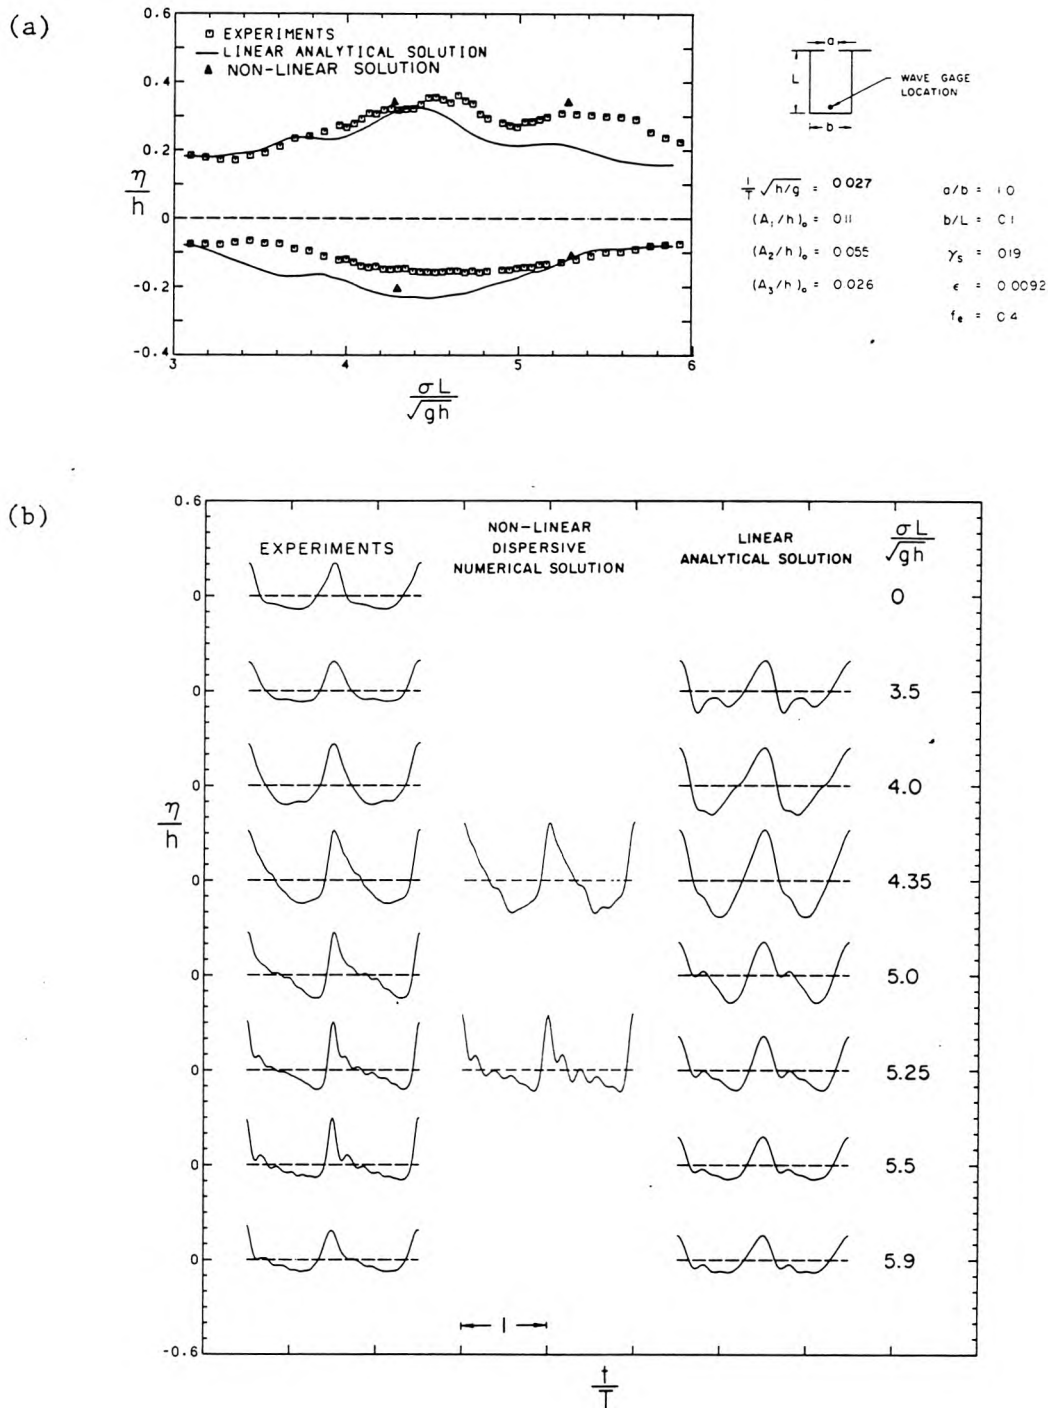 (a)
0.6
0.4
0.2
0
-0.2
-0.4
η/h
EXPERIMENTS
LINEAR ANALYTICAL SOLUTION
NON-LINEAR SOLUTION
3 4 5 6
σL/√gh
a
L
b
WAVE GAGE
LOCATION
1/T √h/g = 0 027
(A₁/h)ₒ = 0 11
(A₂/h)ₒ = 0 055
(A₃/h)ₒ = 0 026
a/b = 1 0
b/L = 0.1
γₛ = 0 19
ϵ = 0 0092
fₑ = 0 4
(b)
0.6
EXPERIMENTS
NON-LINEAR
DISPERSIVE
NUMERICAL SOLUTION
LINEAR
ANALYTICAL SOLUTION
σL/√gh
0 0
0 3.5
0 4.0
η/h
0 4.35
0 5.0
0 5.25
0 5.5
0 5.9
1
-0.6
t/T